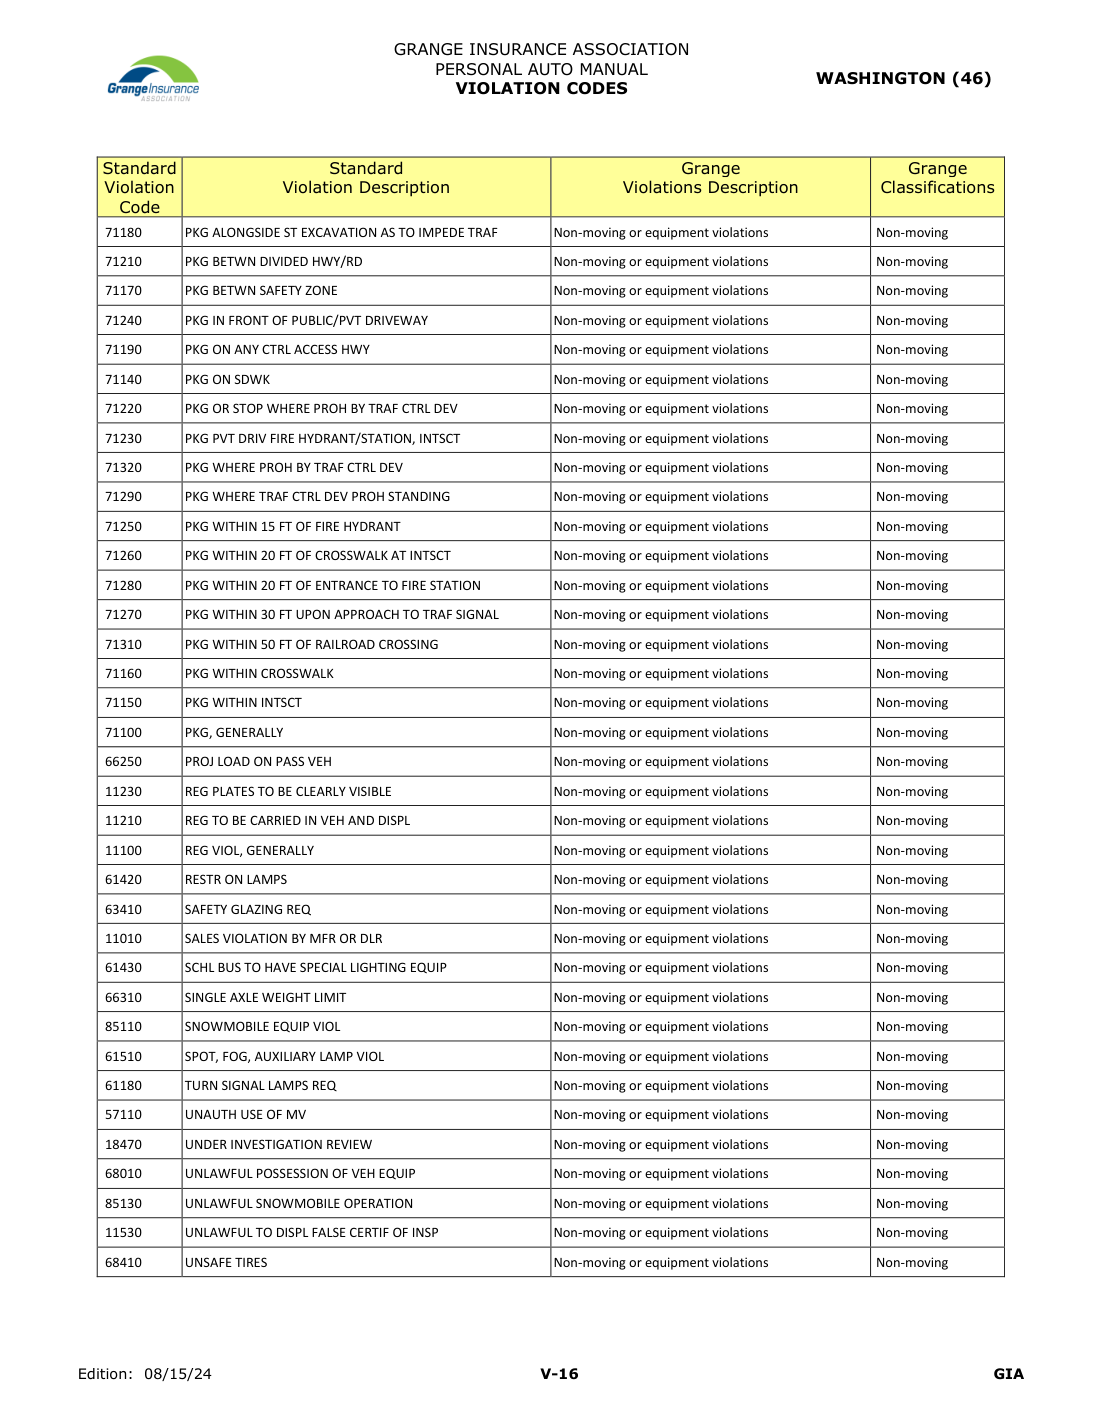 GRANGE INSURANCE ASSOCIATION
PERSONAL AUTO MANUAL
VIOLATION CODES
WASHINGTON (46)
GrangeInsurance
ASSOCIATION
Standard Violation Code Standard Violation Description Grange Violations Description Grange Classifications
71180 PKG ALONGSIDE ST EXCAVATION AS TO IMPEDE TRAF Non-moving or equipment violations Non-moving
71210 PKG BETWN DIVIDED HWY/RD Non-moving or equipment violations Non-moving
71170 PKG BETWN SAFETY ZONE Non-moving or equipment violations Non-moving
71240 PKG IN FRONT OF PUBLIC/PVT DRIVEWAY Non-moving or equipment violations Non-moving
71190 PKG ON ANY CTRL ACCESS HWY Non-moving or equipment violations Non-moving
71140 PKG ON SDWK Non-moving or equipment violations Non-moving
71220 PKG OR STOP WHERE PROH BY TRAF CTRL DEV Non-moving or equipment violations Non-moving
71230 PKG PVT DRIV FIRE HYDRANT/STATION, INTSCT Non-moving or equipment violations Non-moving
71320 PKG WHERE PROH BY TRAF CTRL DEV Non-moving or equipment violations Non-moving
71290 PKG WHERE TRAF CTRL DEV PROH STANDING Non-moving or equipment violations Non-moving
71250 PKG WITHIN 15 FT OF FIRE HYDRANT Non-moving or equipment violations Non-moving
71260 PKG WITHIN 20 FT OF CROSSWALK AT INTSCT Non-moving or equipment violations Non-moving
71280 PKG WITHIN 20 FT OF ENTRANCE TO FIRE STATION Non-moving or equipment violations Non-moving
71270 PKG WITHIN 30 FT UPON APPROACH TO TRAF SIGNAL Non-moving or equipment violations Non-moving
71310 PKG WITHIN 50 FT OF RAILROAD CROSSING Non-moving or equipment violations Non-moving
71160 PKG WITHIN CROSSWALK Non-moving or equipment violations Non-moving
71150 PKG WITHIN INTSCT Non-moving or equipment violations Non-moving
71100 PKG, GENERALLY Non-moving or equipment violations Non-moving
66250 PROJ LOAD ON PASS VEH Non-moving or equipment violations Non-moving
11230 REG PLATES TO BE CLEARLY VISIBLE Non-moving or equipment violations Non-moving
11210 REG TO BE CARRIED IN VEH AND DISPL Non-moving or equipment violations Non-moving
11100 REG VIOL, GENERALLY Non-moving or equipment violations Non-moving
61420 RESTR ON LAMPS Non-moving or equipment violations Non-moving
63410 SAFETY GLAZING REQ Non-moving or equipment violations Non-moving
11010 SALES VIOLATION BY MFR OR DLR Non-moving or equipment violations Non-moving
61430 SCHL BUS TO HAVE SPECIAL LIGHTING EQUIP Non-moving or equipment violations Non-moving
66310 SINGLE AXLE WEIGHT LIMIT Non-moving or equipment violations Non-moving
85110 SNOWMOBILE EQUIP VIOL Non-moving or equipment violations Non-moving
61510 SPOT, FOG, AUXILIARY LAMP VIOL Non-moving or equipment violations Non-moving
61180 TURN SIGNAL LAMPS REQ Non-moving or equipment violations Non-moving
57110 UNAUTH USE OF MV Non-moving or equipment violations Non-moving
18470 UNDER INVESTIGATION REVIEW Non-moving or equipment violations Non-moving
68010 UNLAWFUL POSSESSION OF VEH EQUIP Non-moving or equipment violations Non-moving
85130 UNLAWFUL SNOWMOBILE OPERATION Non-moving or equipment violations Non-moving
11530 UNLAWFUL TO DISPL FALSE CERTIF OF INSP Non-moving or equipment violations Non-moving
68410 UNSAFE TIRES Non-moving or equipment violations Non-moving
Edition: 08/15/24 V-16 GIA